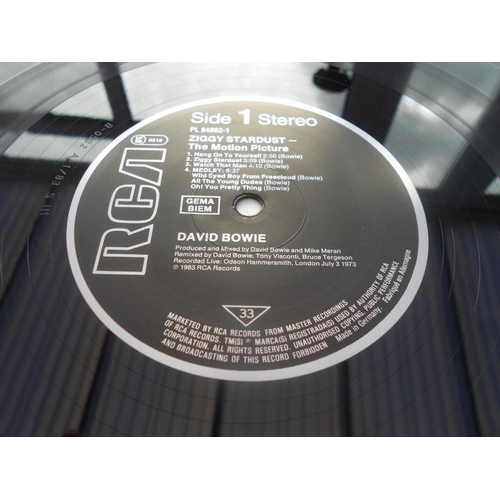 RCA
LC 0216
Side 1 Stereo
PL 84862-1
ZIGGY STARDUST —
The Motion Picture
1. Hang On To Yourself 2:56 (Bowie)
2. Ziggy Stardust 3:09 (Bowie)
3. Watch That Man 4:10 (Bowie)
4. MEDLEY: 6:37
Wild Eyed Boy From Freecloud (Bowie)
All The Young Dudes (Bowie)
Oh! You Pretty Thing (Bowie)
GEMA
BIEM
DAVID BOWIE
Produced and Mixed by David Bowie and Mike Meran
Remixed by David Bowie, Tony Visconti, Bruce Tergeson
Recorded Live: Odeon Hammersmith, London July 3 1973
℗ 1983 RCA Records
33
MARKETED BY RCA RECORDS FROM MASTER RECORDINGS
OF RCA RECORDS. TM(S) ® MARCA(S) REGISTRADA(S) USED BY AUTHORITY OF RCA
CORPORATION. ALL RIGHTS RESERVED. UNAUTHORISED COPYING, PUBLIC PERFORMANCE
AND BROADCASTING OF THIS RECORD FORBIDDEN
Made in Germany.
Fabriqué en Allemagne